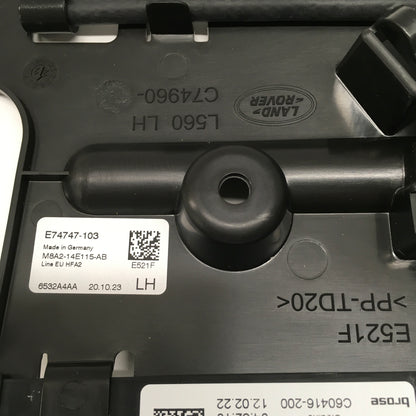 C74960-
L560 LH
LAND
ROVER
E74747-103
Made in Germany
M8A2-14E115-AB
Line EU HFA2
E521F
6532A4AA 20.10.23 LH
>PP-TD20<
E521F
brose
C60416-200
12.02.22